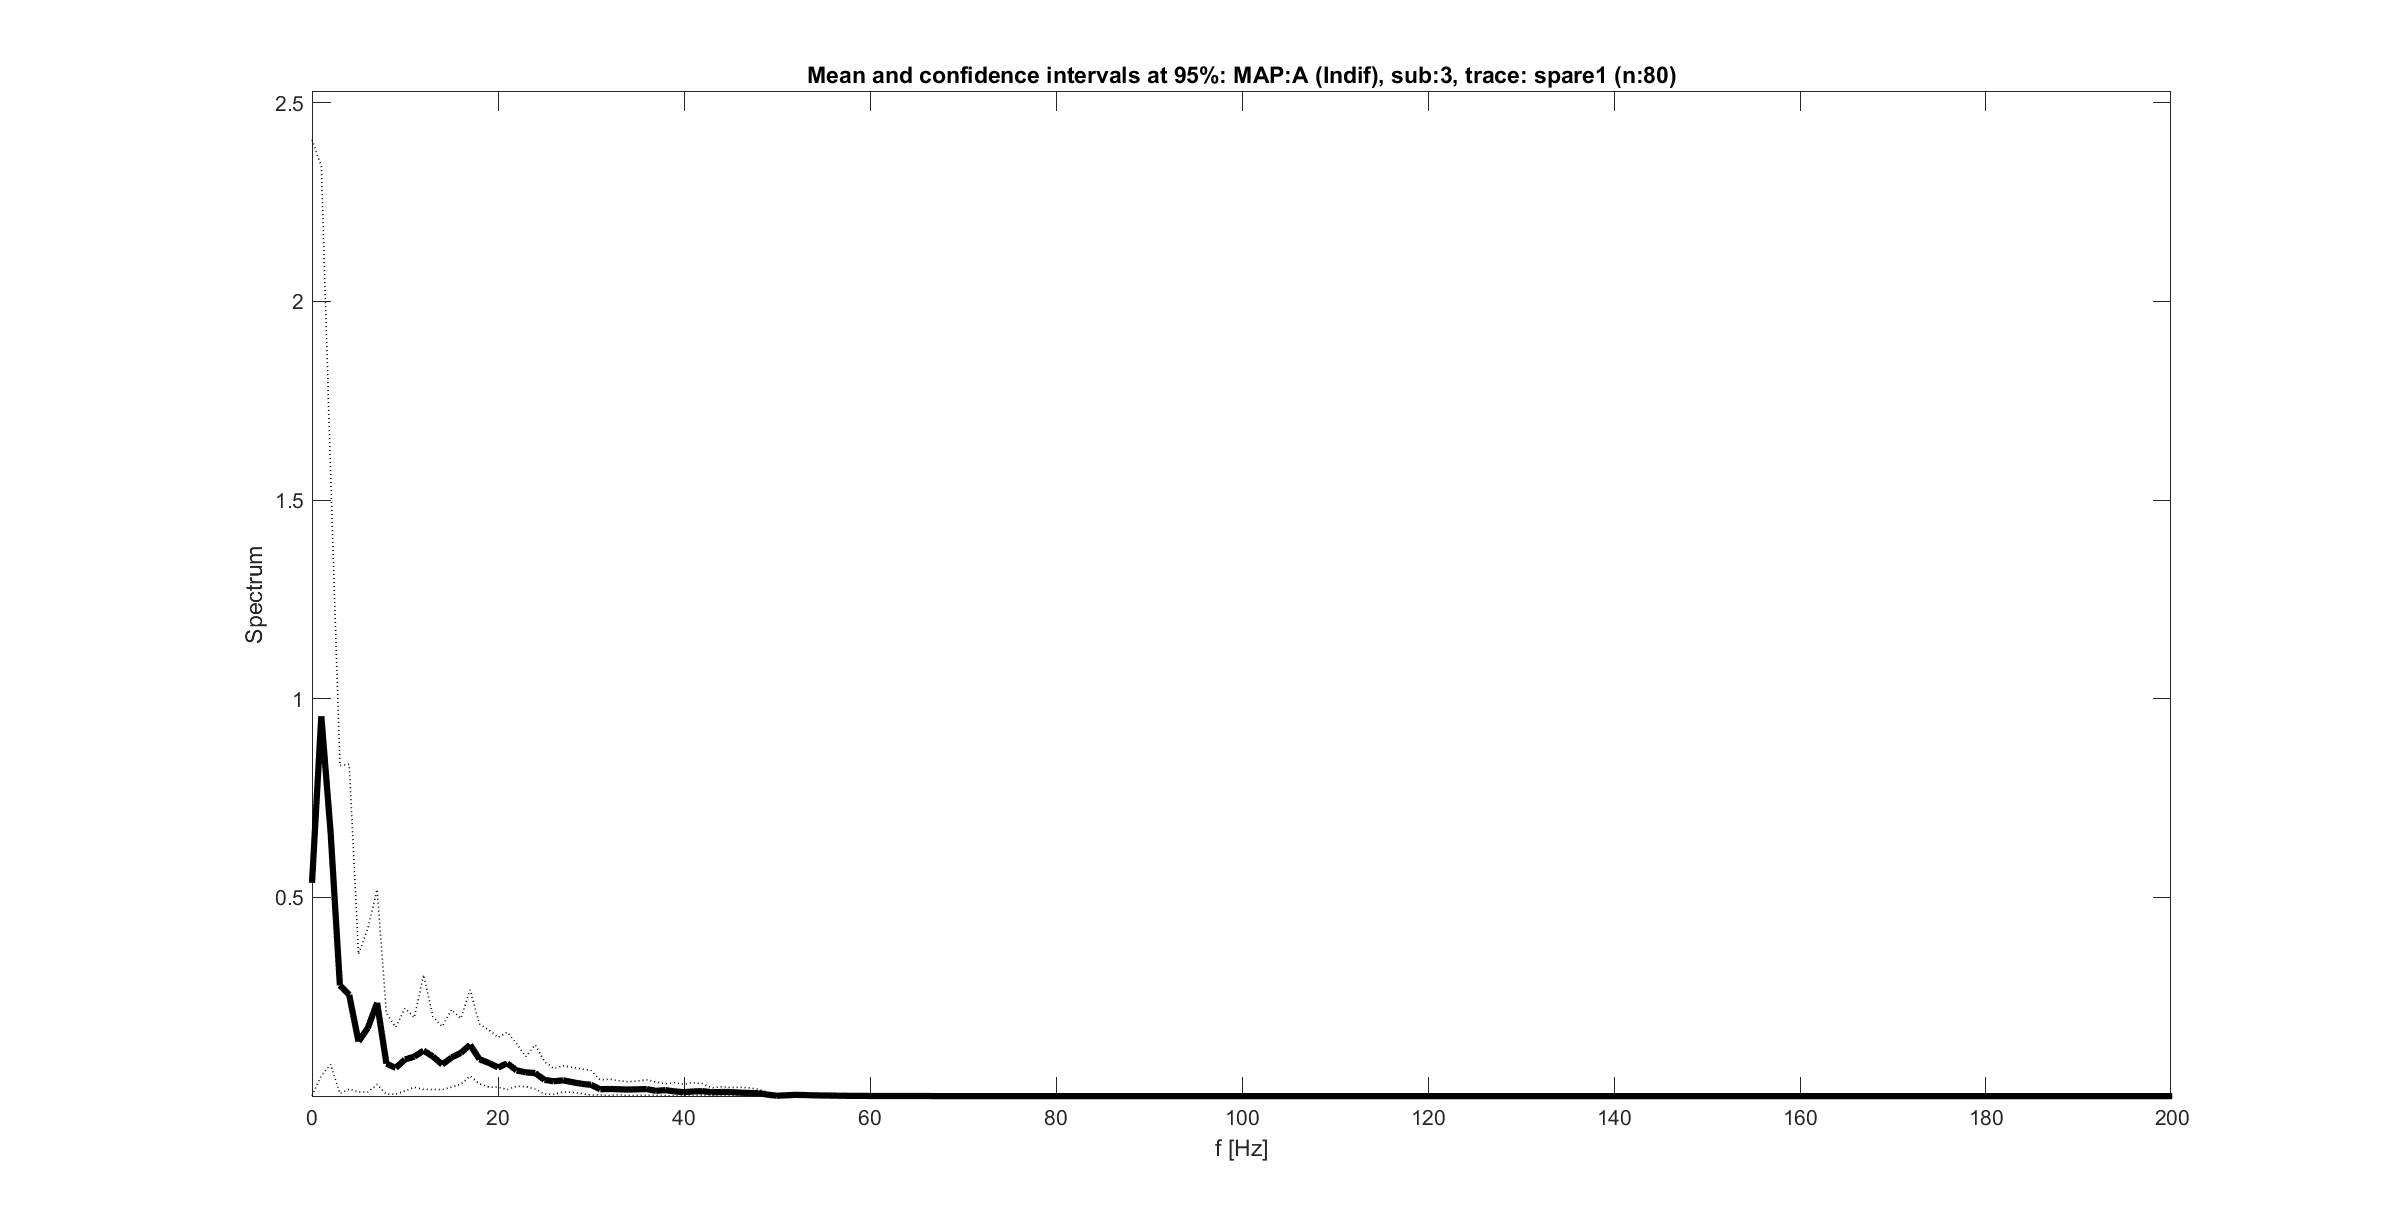 Mean and confidence intervals at 95%: MAP:A (Indif), sub:3, trace: spare1 (n:80)
2.5
2
1.5
1
0.5
Spectrum
0 20 40 60 80 100 120 140 160 180 200
f [Hz]